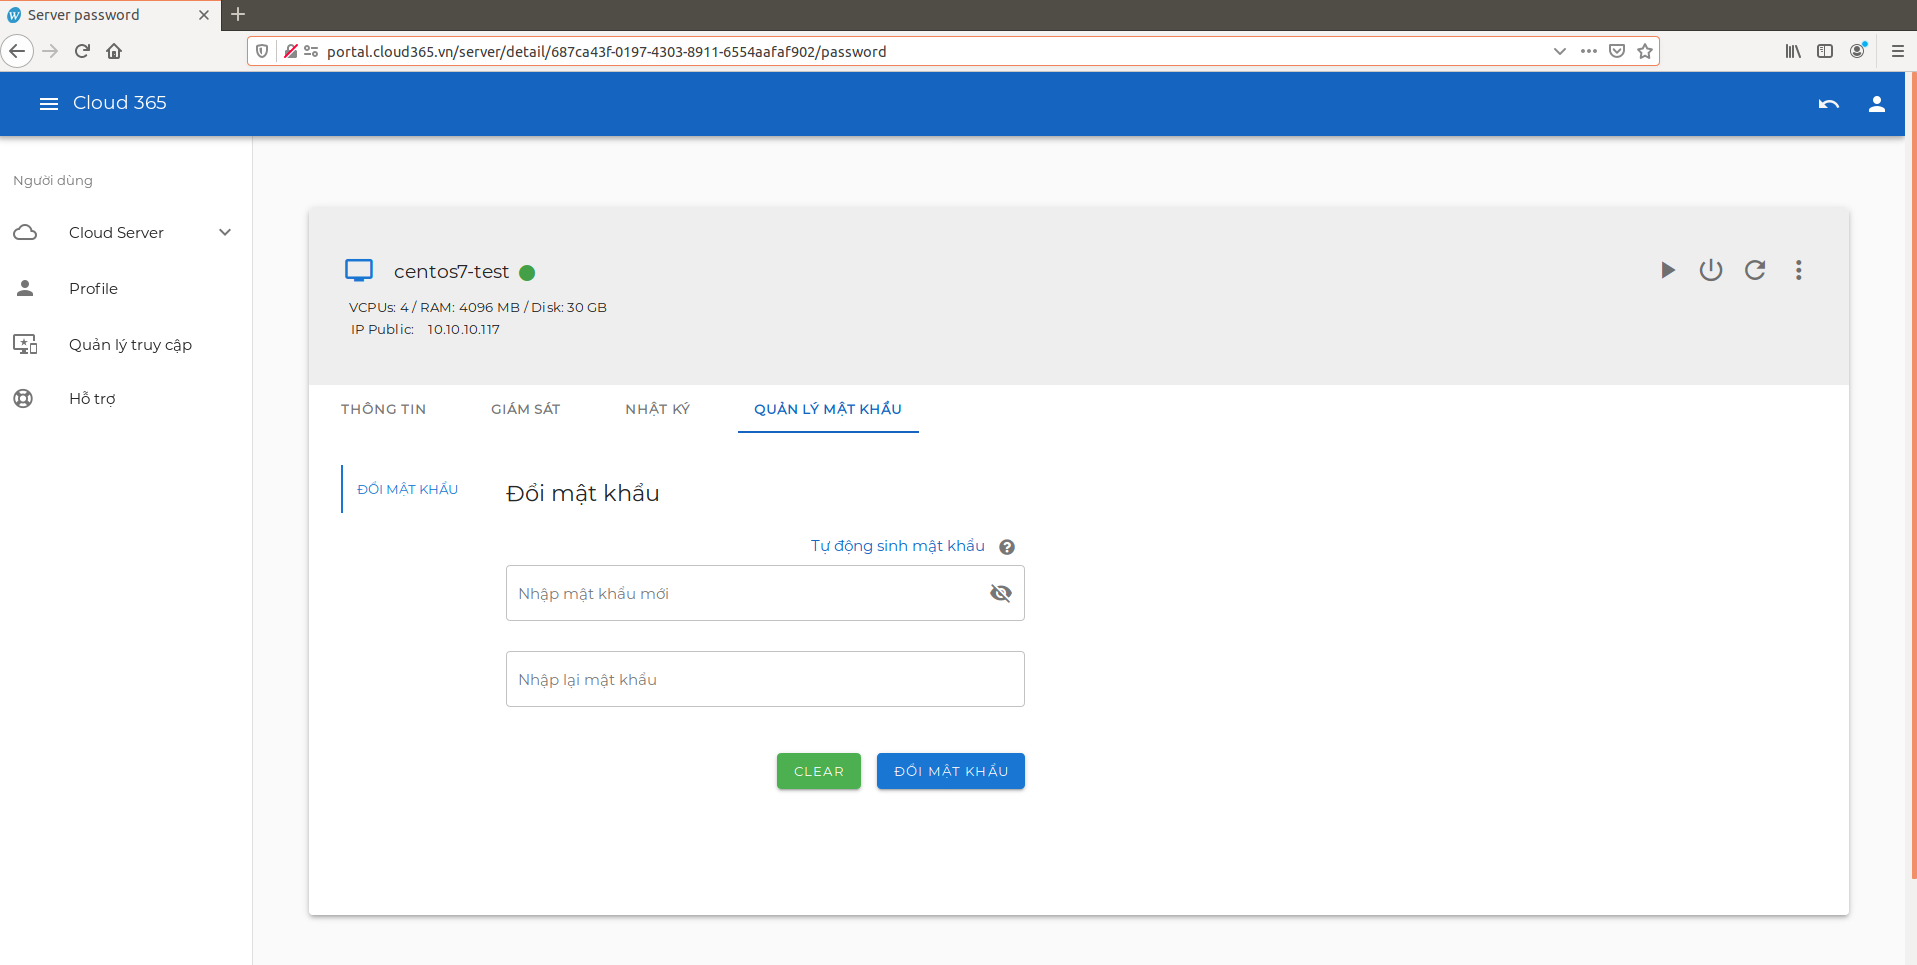 Server password
portal.cloud365.vn/server/detail/687ca43f-0197-4303-8911-6554aafaf902/password
Cloud 365
Người dùng
Cloud Server
Profile
Quản lý truy cập
Hỗ trợ
centos7-test
VCPUs: 4 / RAM: 4096 MB / Disk: 30 GB
IP Public: 10.10.10.117
THÔNG TIN GIÁM SÁT NHẬT KÝ QUẢN LÝ MẬT KHẨU
ĐỔI MẬT KHẨU
Đổi mật khẩu
Tự động sinh mật khẩu
Nhập mật khẩu mới
Nhập lại mật khẩu
CLEAR ĐỔI MẬT KHẨU